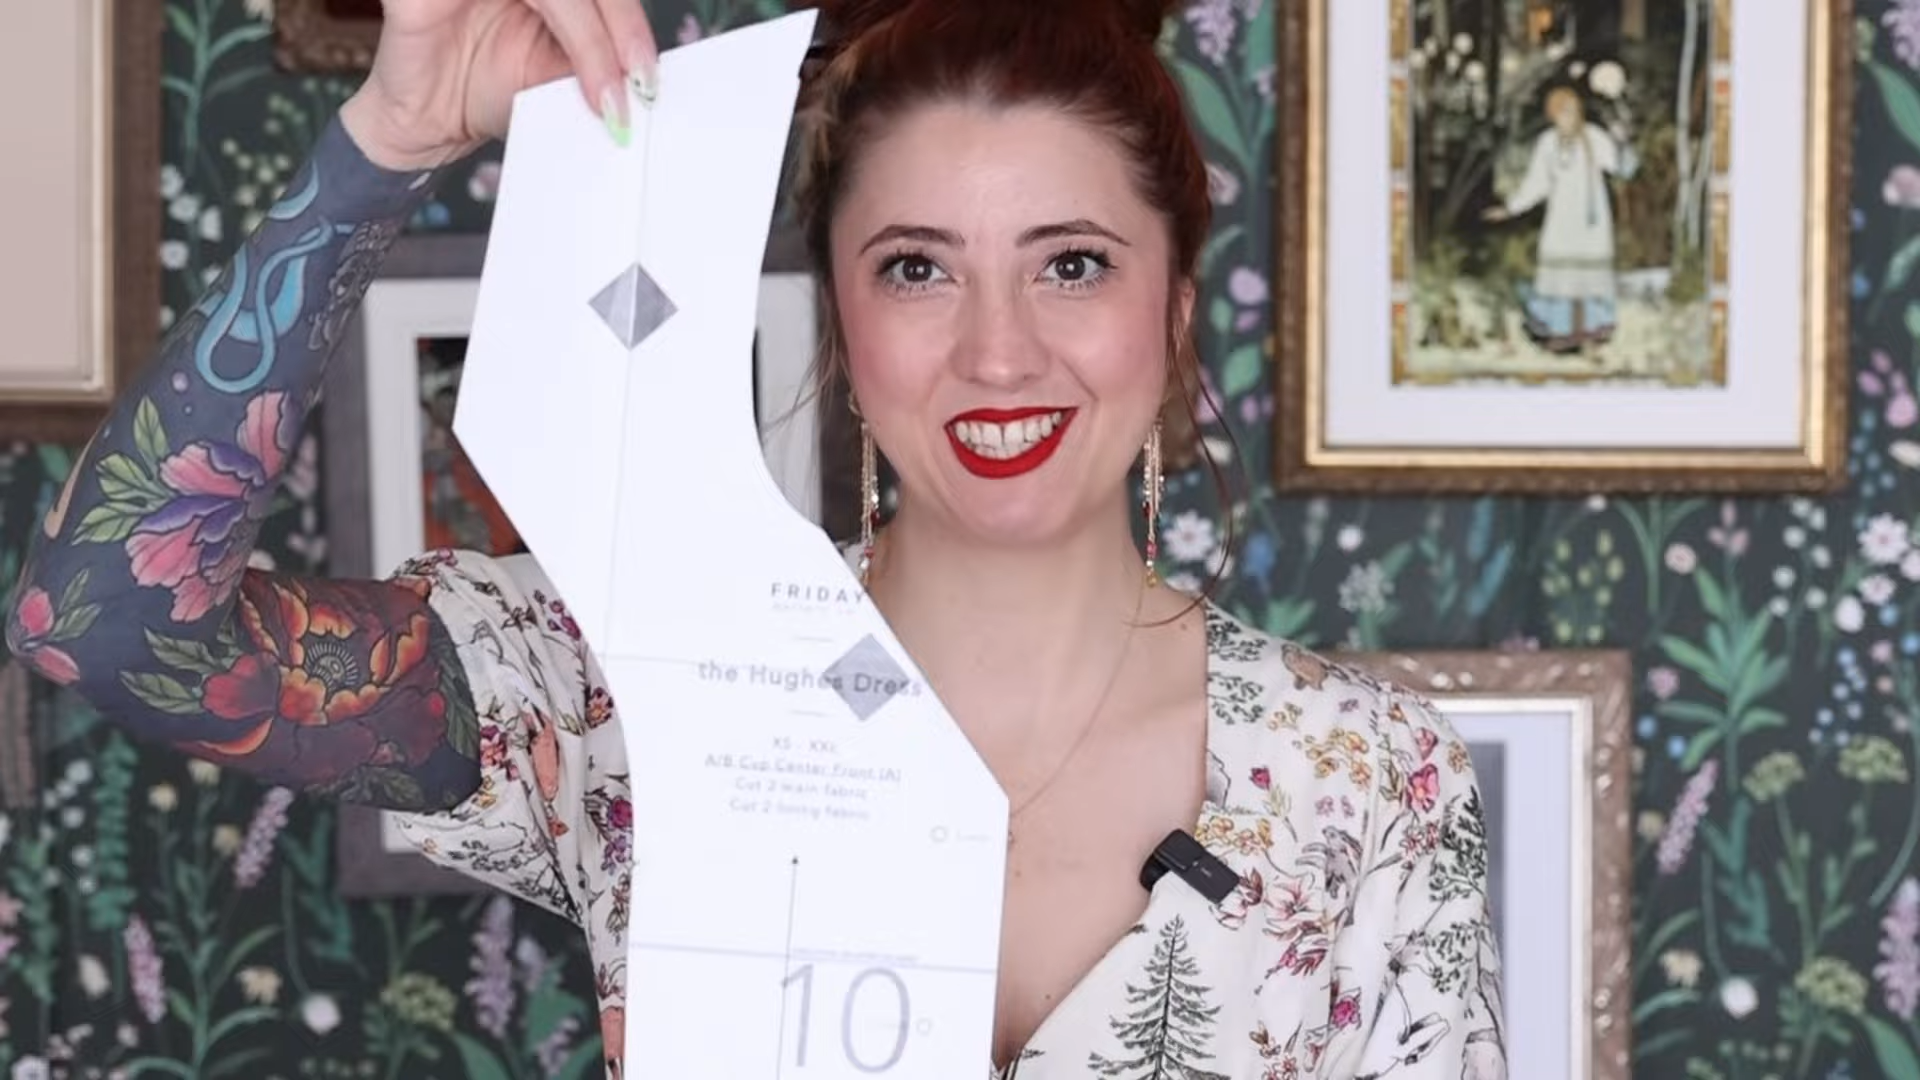 FRIDAY
the Hughes Dress
XS - XXL
A/B Cup Center Front (A)
Cut 2 main fabric
Cut 2 lining fabric
10